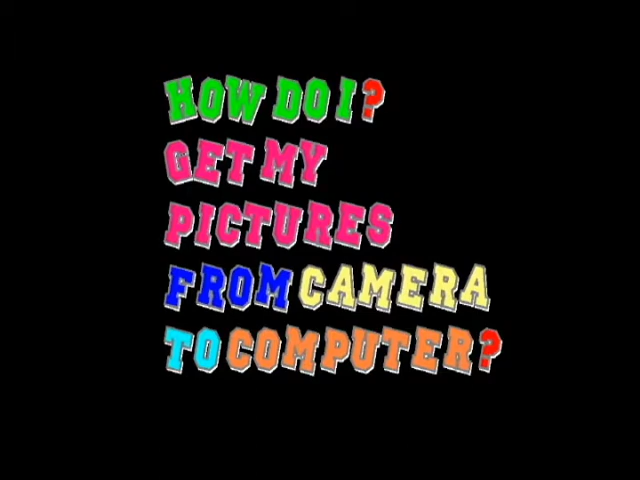 HOW DO I?
GET MY
PICTURES
FROM CAMERA
TO COMPUTER?